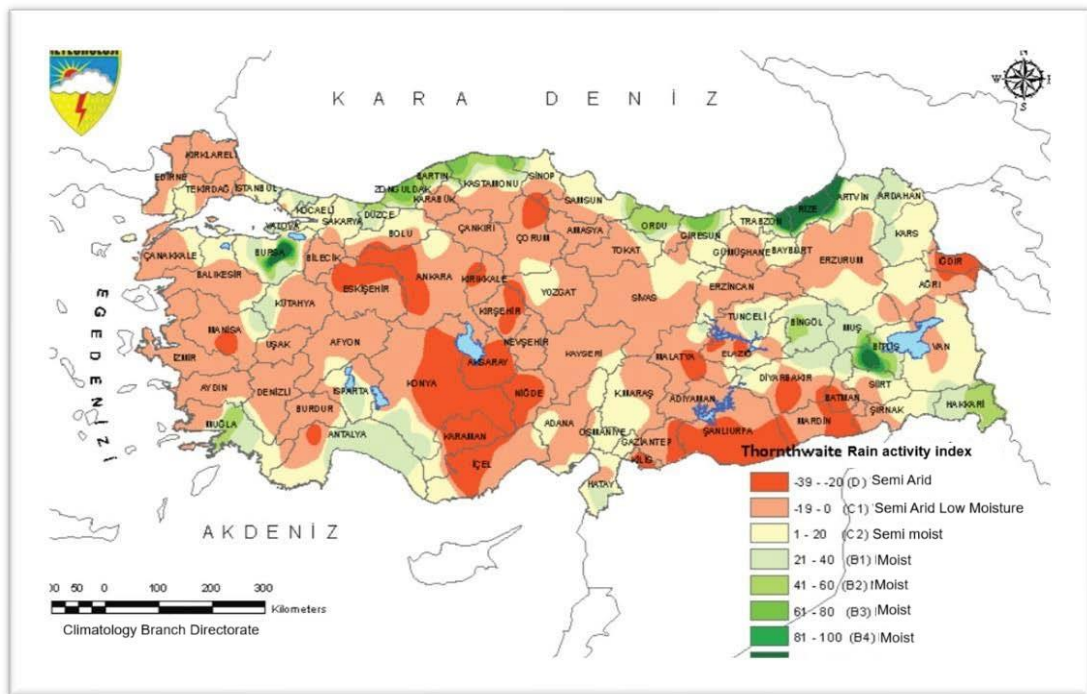 KARA DENİZ
KIRKLARELİ
EDİRNE
TEKİRDAĞ
İSTANBUL
KOCAELİ
YALOVA
SAKARYA
DÜZCE
ZONGULDAK
BARTIN
KARABÜK
KASTAMONU
SİNOP
SAMSUN
ORDU
GİRESUN
TRABZON
RİZE
ARTVİN
ARDAHAN
KARS
ÇANAKKALE
BALIKESİR
BURSA
BİLECİK
BOLU
ÇANKIRI
ÇORUM
AMASYA
TOKAT
GÜMÜŞHANE
BAYBURT
ERZURUM
IĞDIR
AĞRI
ESKİŞEHİR
ANKARA
KIRIKKALE
YOZGAT
SİVAS
ERZİNCAN
KÜTAHYA
KIRŞEHİR
TUNCELİ
BİNGÖL
MUŞ
EGE DENİZİ
MANİSA
UŞAK
AFYON
NEVŞEHİR
KAYSERİ
MALATYA
ELAZIĞ
BİTLİS
VAN
İZMİR
AKSARAY
DİYARBAKIR
SİİRT
AYDIN
DENİZLİ
ISPARTA
KONYA
NİĞDE
K.MARAŞ
ADIYAMAN
BATMAN
ŞIRNAK
HAKKARİ
BURDUR
MUĞLA
ANTALYA
KARAMAN
ADANA
OSMANİYE
GAZİANTEP
ŞANLIURFA
MARDİN
KİLİS
İÇEL
HATAY
AKDENİZ
Thornthwaite Rain activity index
-39 - -20 (D) Semi Arid
-19 - 0 (C1) Semi Arid Low Moisture
1 - 20 (C2) Semi moist
21 - 40 (B1) Moist
41 - 60 (B2) Moist
61 - 80 (B3) Moist
81 - 100 (B4) Moist
50 0 100 200 300
Kilometers
Climatology Branch Directorate